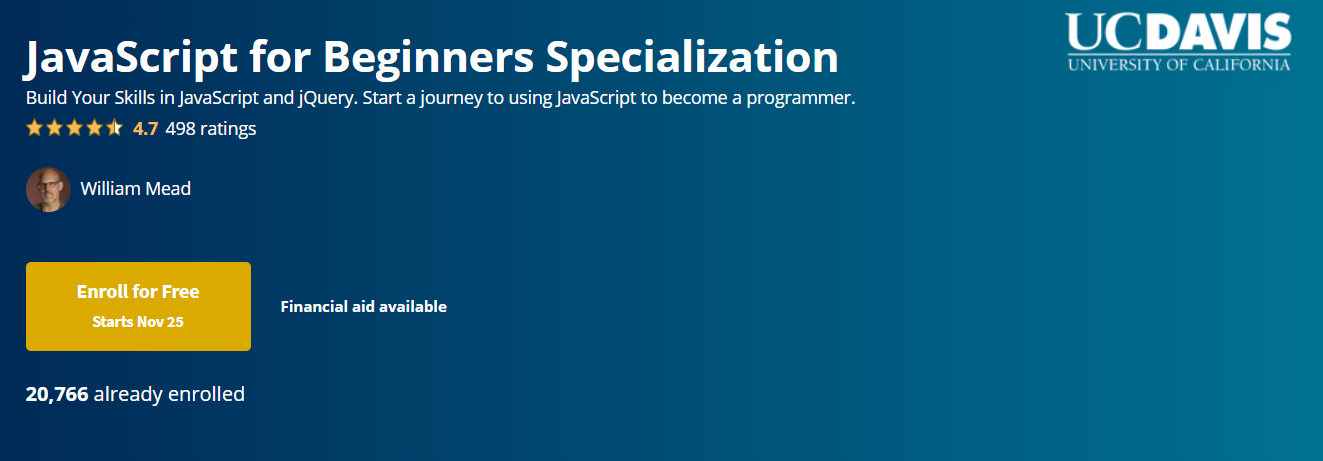 JavaScript for Beginners Specialization
UCDAVIS
UNIVERSITY OF CALIFORNIA
Build Your Skills in JavaScript and jQuery. Start a journey to using JavaScript to become a programmer.
4.7 498 ratings
William Mead
Enroll for Free
Starts Nov 25
Financial aid available
20,766 already enrolled